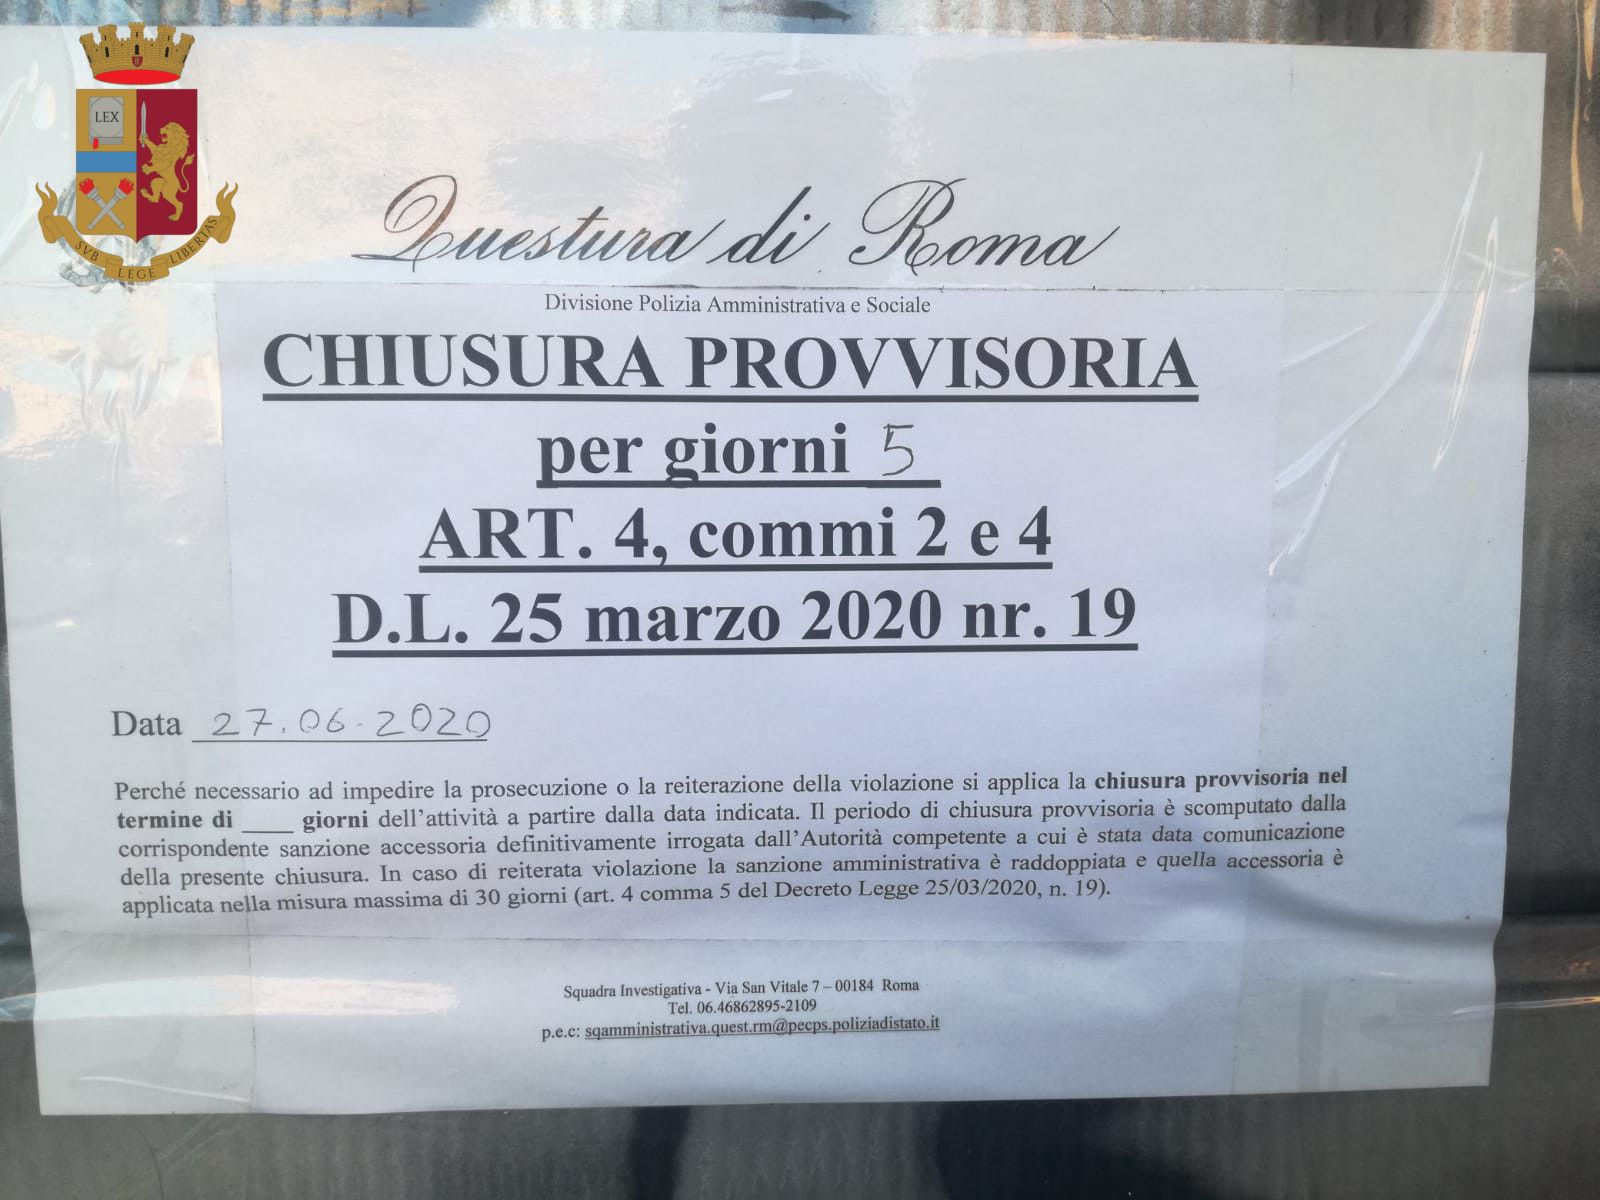 LEX
SVB LEGE LIBERTAS
Questura di Roma
Divisione Polizia Amministrativa e Sociale
CHIUSURA PROVVISORIA
per giorni 5
ART. 4, commi 2 e 4
D.L. 25 marzo 2020 nr. 19
Data 27.06.2020
Perché necessario ad impedire la prosecuzione o la reiterazione della violazione si applica la chiusura provvisoria nel
termine di ____ giorni dell'attività a partire dalla data indicata. Il periodo di chiusura provvisoria è scomputato dalla
corrispondente sanzione accessoria definitivamente irrogata dall'Autorità competente a cui è stata data comunicazione
della presente chiusura. In caso di reiterata violazione la sanzione amministrativa è raddoppiata e quella accessoria è
applicata nella misura massima di 30 giorni (art. 4 comma 5 del Decreto Legge 25/03/2020, n. 19).
Squadra Investigativa - Via San Vitale 7 – 00184 Roma
Tel. 06.46862895-2109
p.e.c: sqamministrativa.quest.rm@pecps.poliziadistato.it